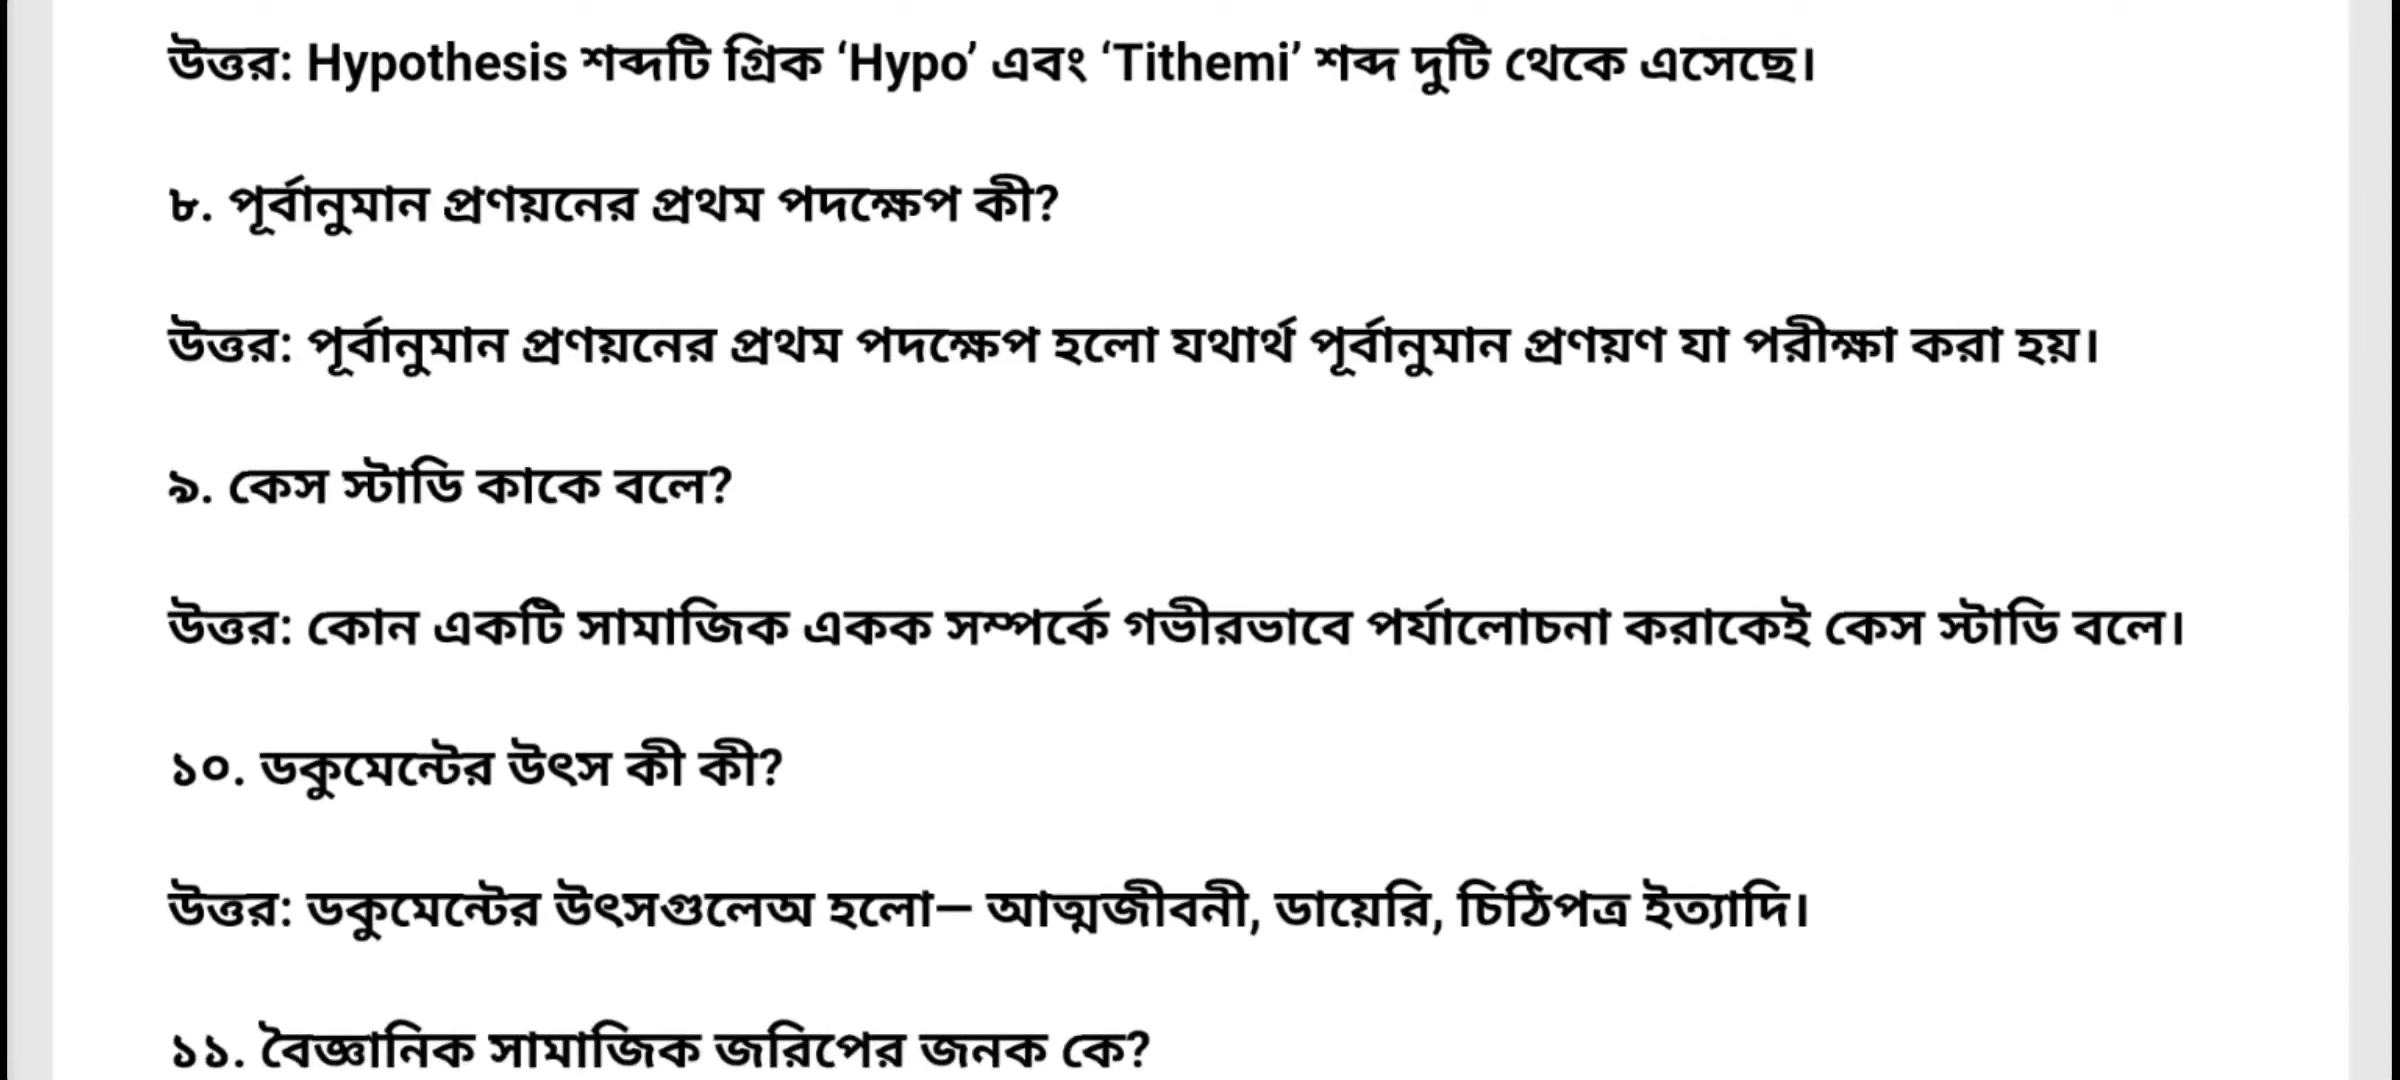 উত্তর: Hypothesis শব্দটি গ্রিক ‘Hypo’ এবং ‘Tithemi’ শব্দ দুটি থেকে এসেছে।
৮. পূর্বানুমান প্রণয়নের প্রথম পদক্ষেপ কী?
উত্তর: পূর্বানুমান প্রণয়নের প্রথম পদক্ষেপ হলো যথার্থ পূর্বানুমান প্রণয়ণ যা পরীক্ষা করা হয়।
৯. কেস স্টাডি কাকে বলে?
উত্তর: কোন একটি সামাজিক একক সম্পর্কে গভীরভাবে পর্যালোচনা করাকেই কেস স্টাডি বলে।
১০. ডকুমেন্টের উৎস কী কী?
উত্তর: ডকুমেন্টের উৎসগুলেঅ হলো– আত্মজীবনী, ডায়েরি, চিঠিপত্র ইত্যাদি।
১১. বৈজ্ঞানিক সামাজিক জরিপের জনক কে?